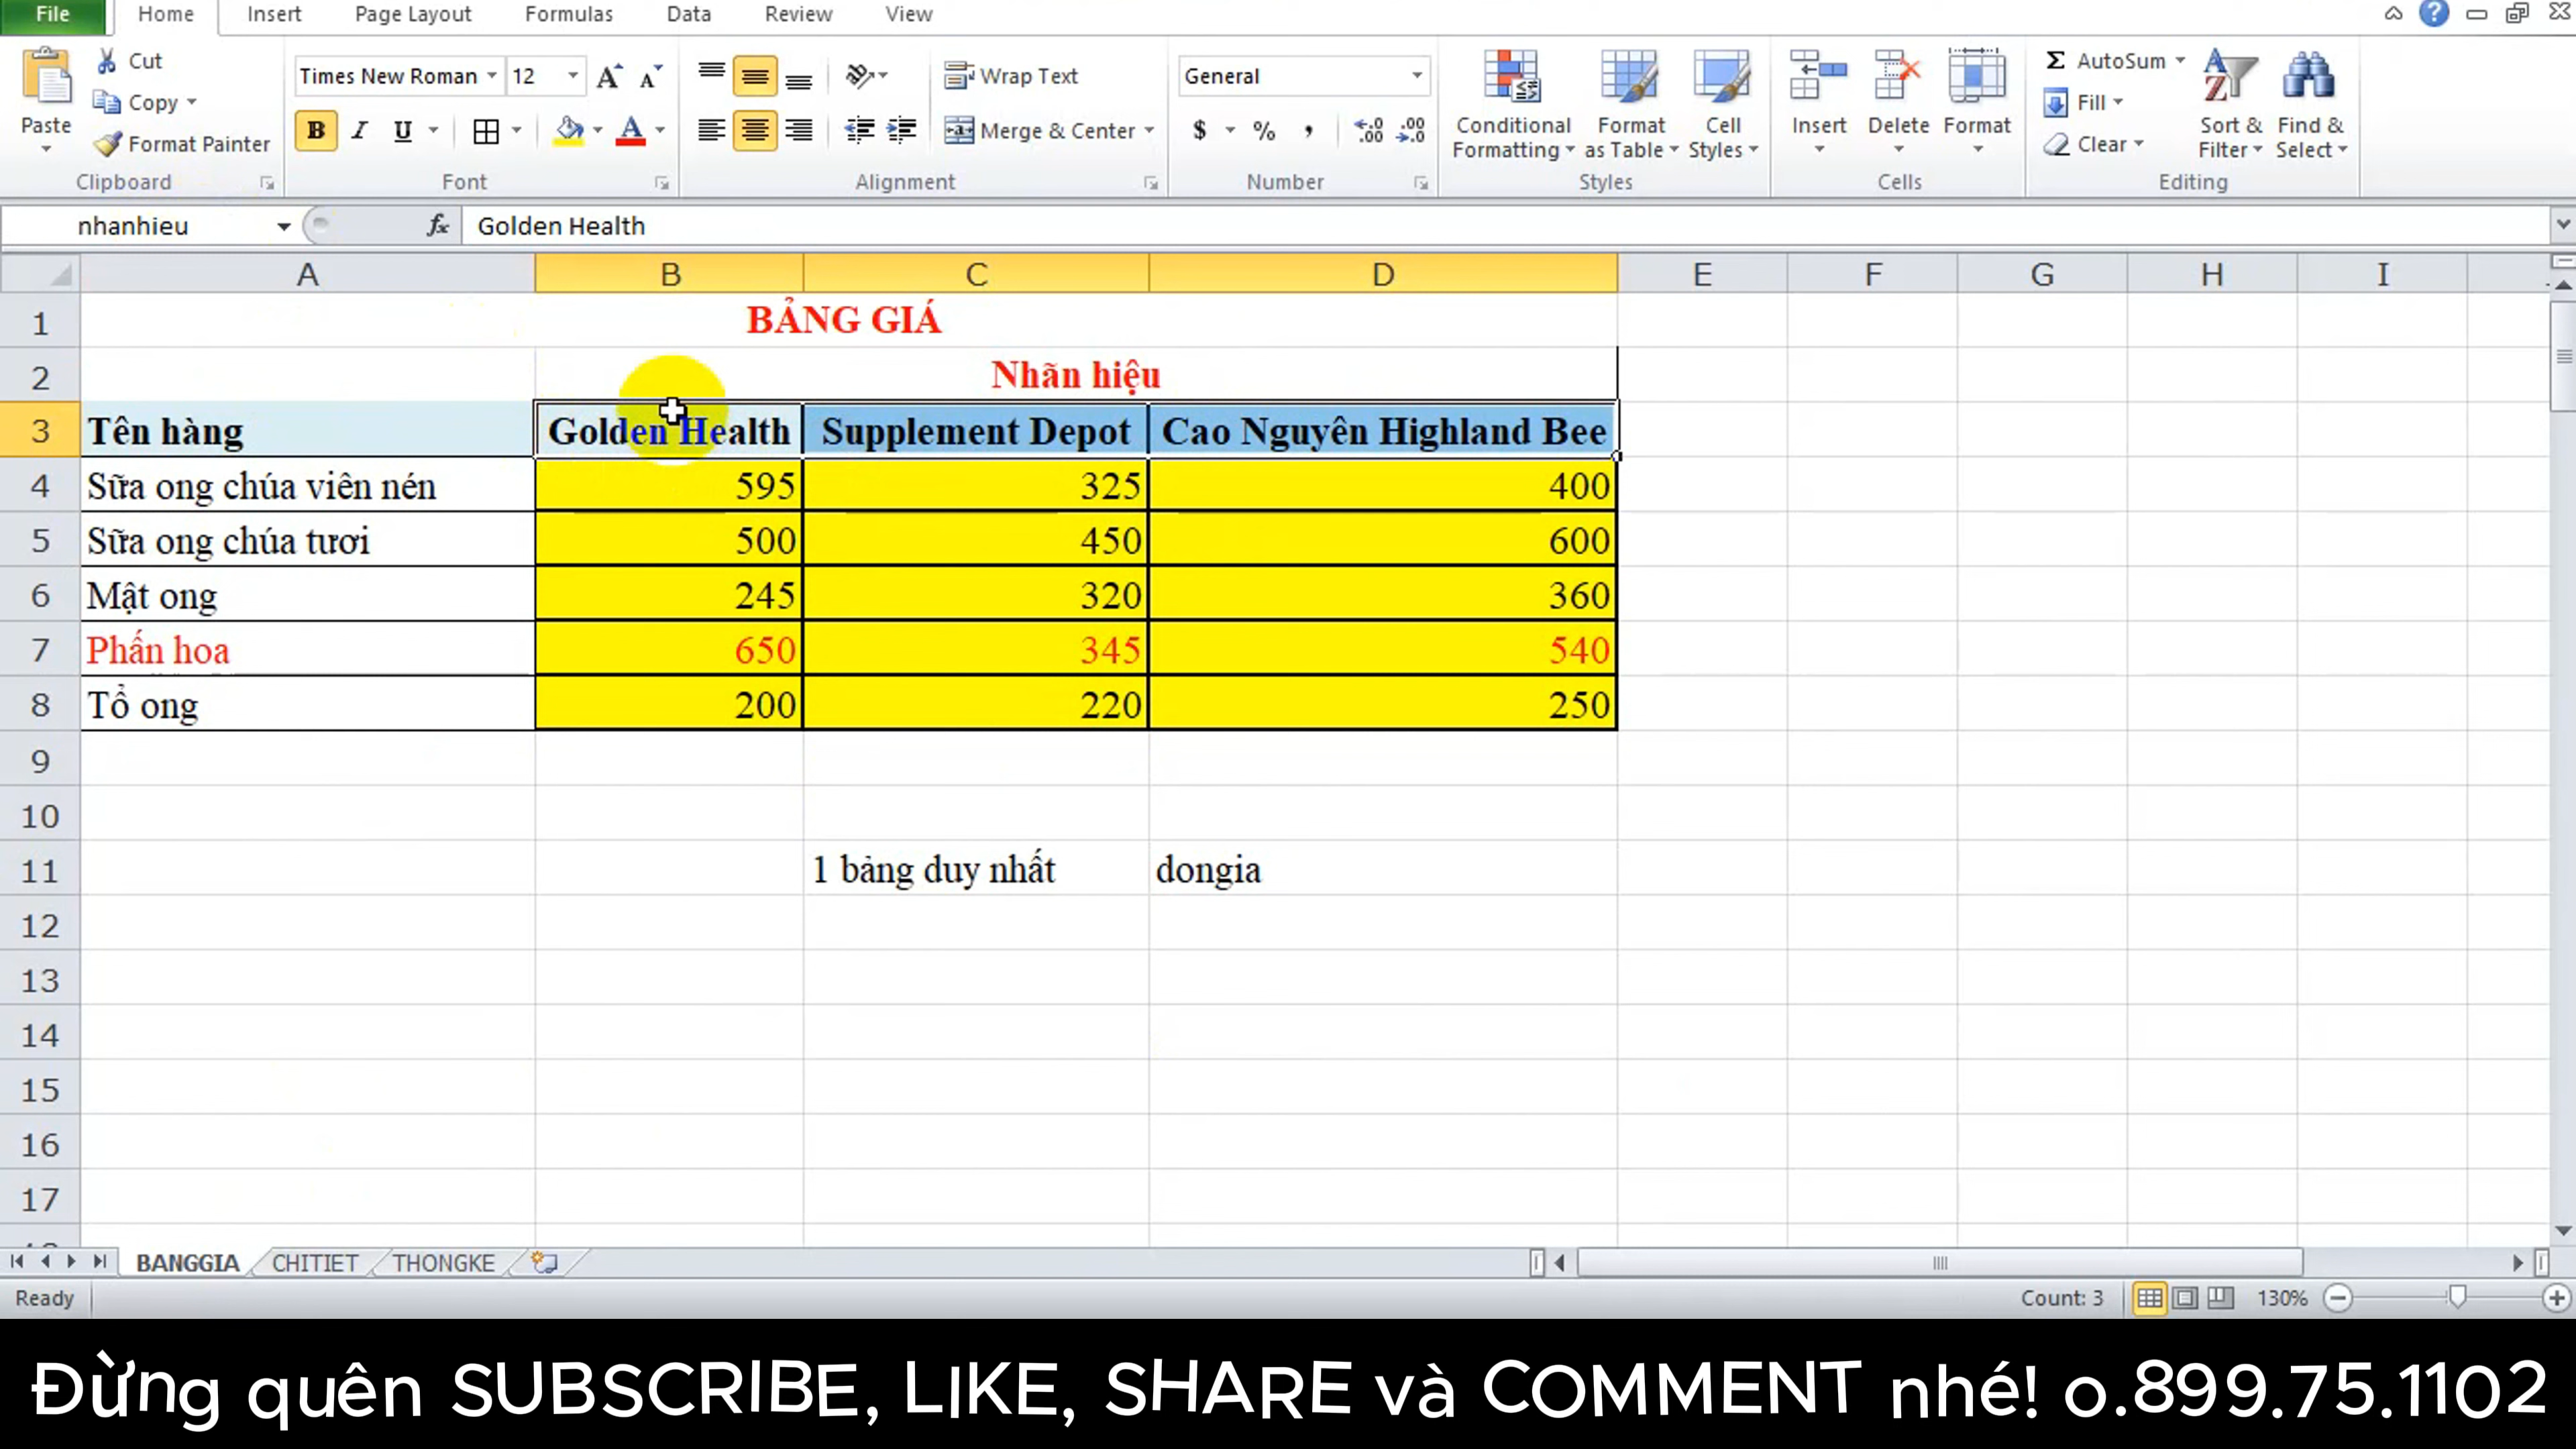 File Home Insert Page Layout Formulas Data Review View
Paste Cut Copy Format Painter Clipboard
Times New Roman 12 B I U Font
Wrap Text Merge & Center Alignment
General $ % , Number
Conditional Formatting Format as Table Cell Styles Styles
Insert Delete Format Cells
Σ AutoSum Fill Clear Sort & Filter Find & Select Editing
nhanhieu fx Golden Health
A B C D E F G H I
1 BẢNG GIÁ
2 Nhãn hiệu
3 Tên hàng Golden Health Supplement Depot Cao Nguyên Highland Bee
4 Sữa ong chúa viên nén 595 325 400
5 Sữa ong chúa tươi 500 450 600
6 Mật ong 245 320 360
7 Phấn hoa 650 345 540
8 Tổ ong 200 220 250
9
10
11 1 bảng duy nhất dongia
12
13
14
15
16
17
BANGGIA CHITIET THONGKE
Ready Count: 3 130%
Đừng quên SUBSCRIBE, LIKE, SHARE và COMMENT nhé! 0.899.75.1102